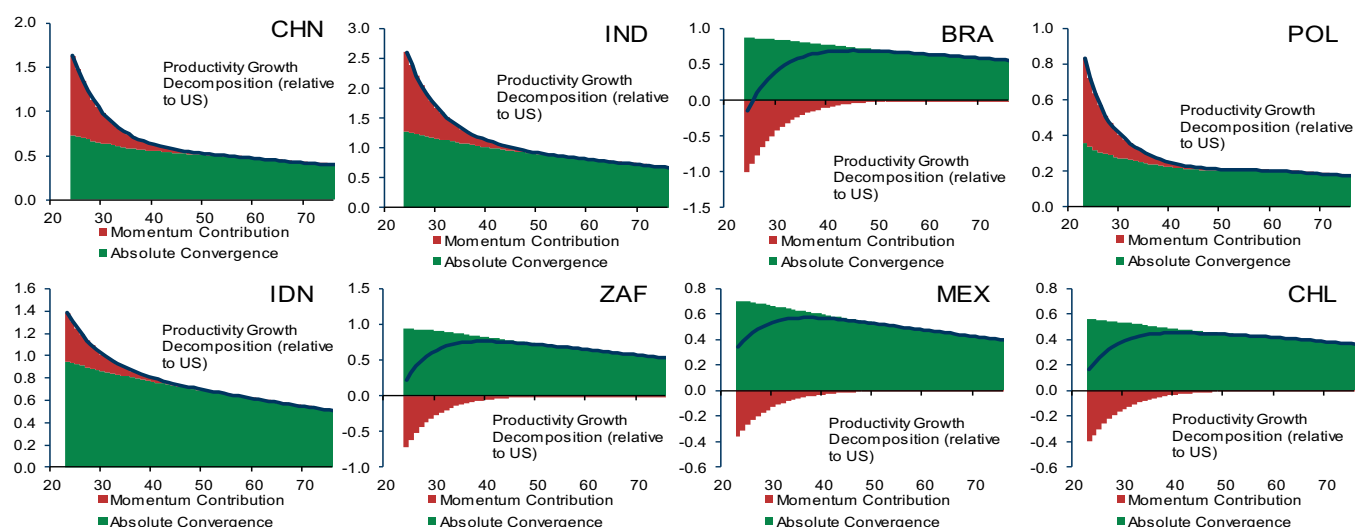 CHN
2.0
1.5
1.0
0.5
0.0
Productivity Growth
Decomposition (relative
to US)
20 30 40 50 60 70
Momentum Contribution
Absolute Convergence
IND
3.0
2.5
2.0
1.5
1.0
0.5
0.0
Productivity Growth
Decomposition (relative
to US)
20 30 40 50 60 70
Momentum Contribution
Absolute Convergence
BRA
1.0
0.5
0.0
-0.5
-1.0
-1.5
Productivity Growth
Decomposition (relative
to US)
20 30 40 50 60 70
Momentum Contribution
Absolute Convergence
POL
1.0
0.8
0.6
0.4
0.2
0.0
Productivity Growth
Decomposition (relative
to US)
20 30 40 50 60 70
Momentum Contribution
Absolute Convergence
IDN
1.6
1.4
1.2
1.0
0.8
0.6
0.4
0.2
0.0
Productivity Growth
Decomposition (relative
to US)
20 30 40 50 60 70
Momentum Contribution
Absolute Convergence
ZAF
1.5
1.0
0.5
0.0
-0.5
-1.0
Productivity Growth
Decomposition (relative
to US)
20 30 40 50 60 70
Momentum Contribution
Absolute Convergence
MEX
0.8
0.6
0.4
0.2
0.0
-0.2
-0.4
-0.6
Productivity Growth
Decomposition (relative
to US)
20 30 40 50 60 70
Momentum Contribution
Absolute Convergence
CHL
0.8
0.6
0.4
0.2
0.0
-0.2
-0.4
-0.6
Productivity Growth
Decomposition (relative
to US)
20 30 40 50 60 70
Momentum Contribution
Absolute Convergence